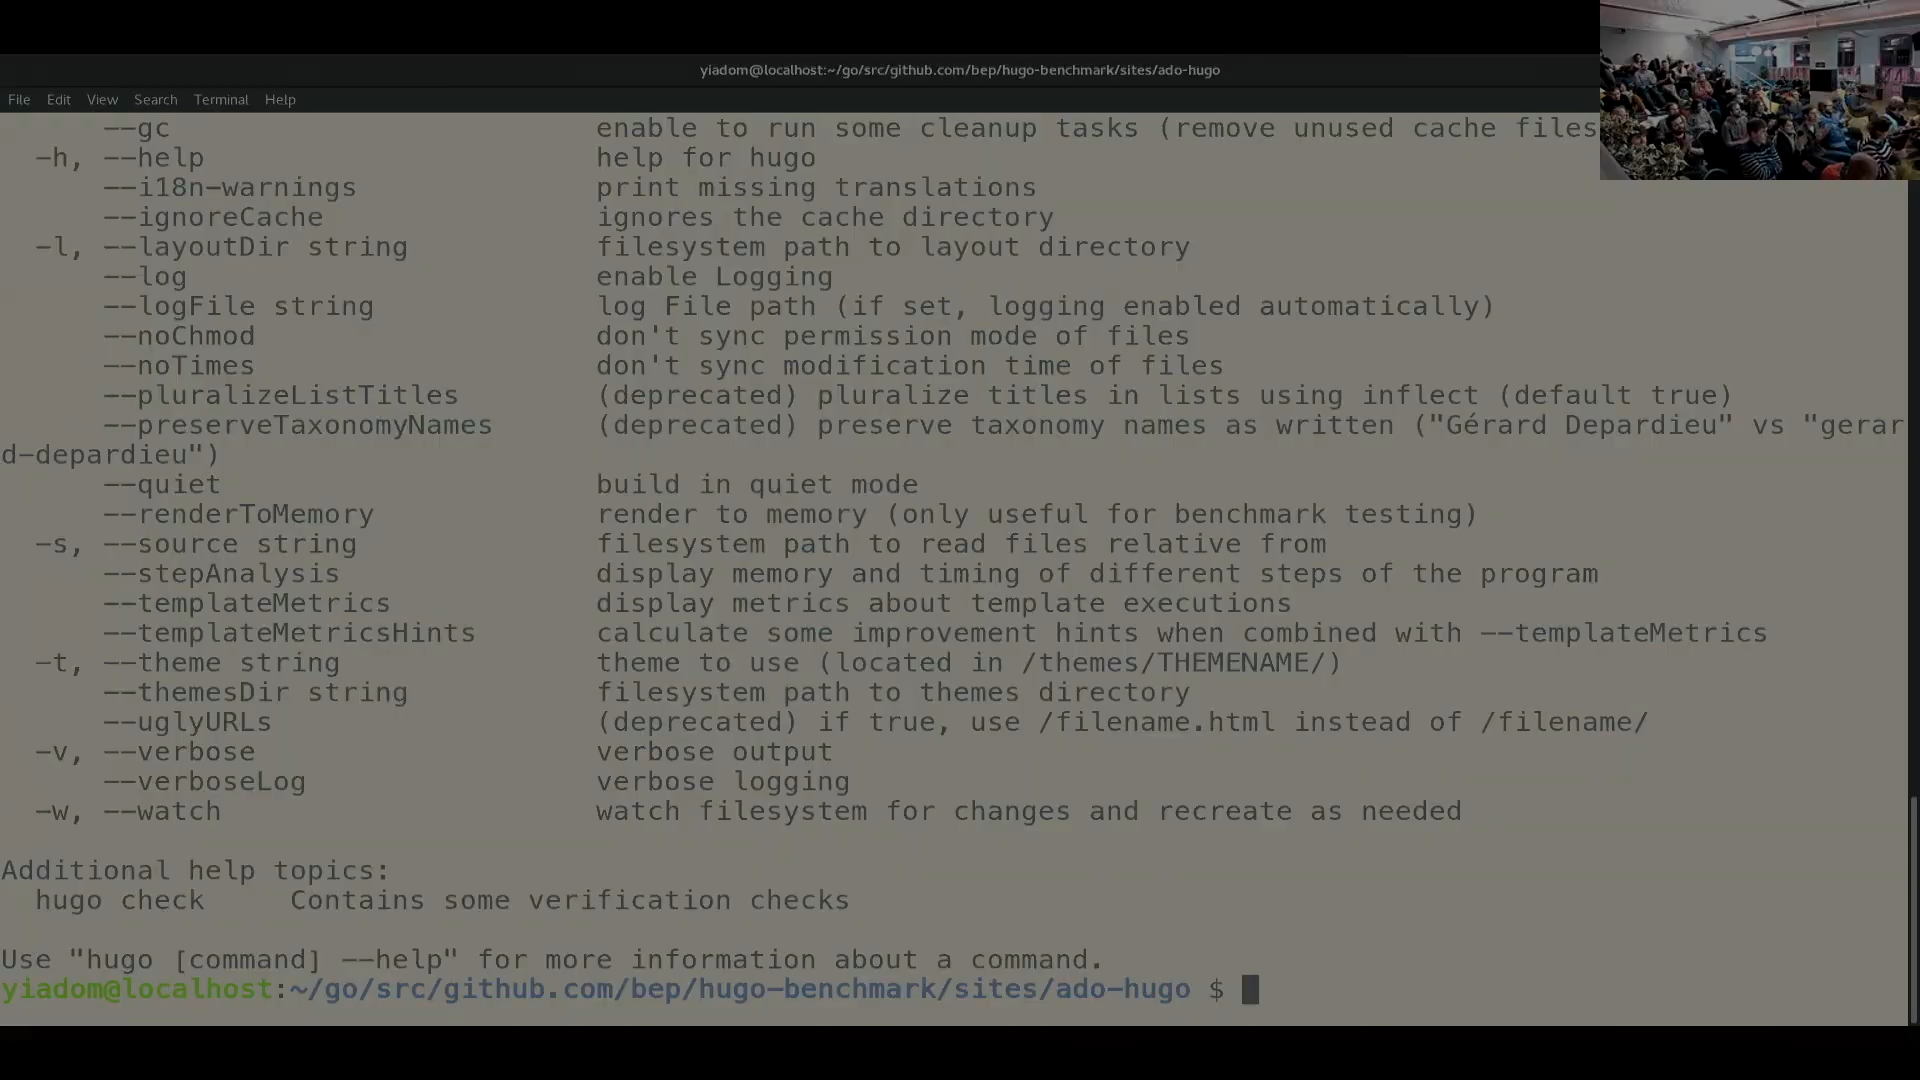 yiadom@localhost:~/go/src/github.com/bep/hugo-benchmark/sites/ado-hugo
File Edit View Search Terminal Help
--gc enable to run some cleanup tasks (remove unused cache files
-h, --help help for hugo
--i18n-warnings print missing translations
--ignoreCache ignores the cache directory
-l, --layoutDir string filesystem path to layout directory
--log enable Logging
--logFile string log File path (if set, logging enabled automatically)
--noChmod don't sync permission mode of files
--noTimes don't sync modification time of files
--pluralizeListTitles (deprecated) pluralize titles in lists using inflect (default true)
--preserveTaxonomyNames (deprecated) preserve taxonomy names as written ("Gérard Depardieu" vs "gerar
d-depardieu")
--quiet build in quiet mode
--renderToMemory render to memory (only useful for benchmark testing)
-s, --source string filesystem path to read files relative from
--stepAnalysis display memory and timing of different steps of the program
--templateMetrics display metrics about template executions
--templateMetricsHints calculate some improvement hints when combined with --templateMetrics
-t, --theme string theme to use (located in /themes/THEMENAME/)
--themesDir string filesystem path to themes directory
--uglyURLs (deprecated) if true, use /filename.html instead of /filename/
-v, --verbose verbose output
--verboseLog verbose logging
-w, --watch watch filesystem for changes and recreate as needed
Additional help topics:
hugo check Contains some verification checks
Use "hugo [command] --help" for more information about a command.
yiadom@localhost:~/go/src/github.com/bep/hugo-benchmark/sites/ado-hugo $